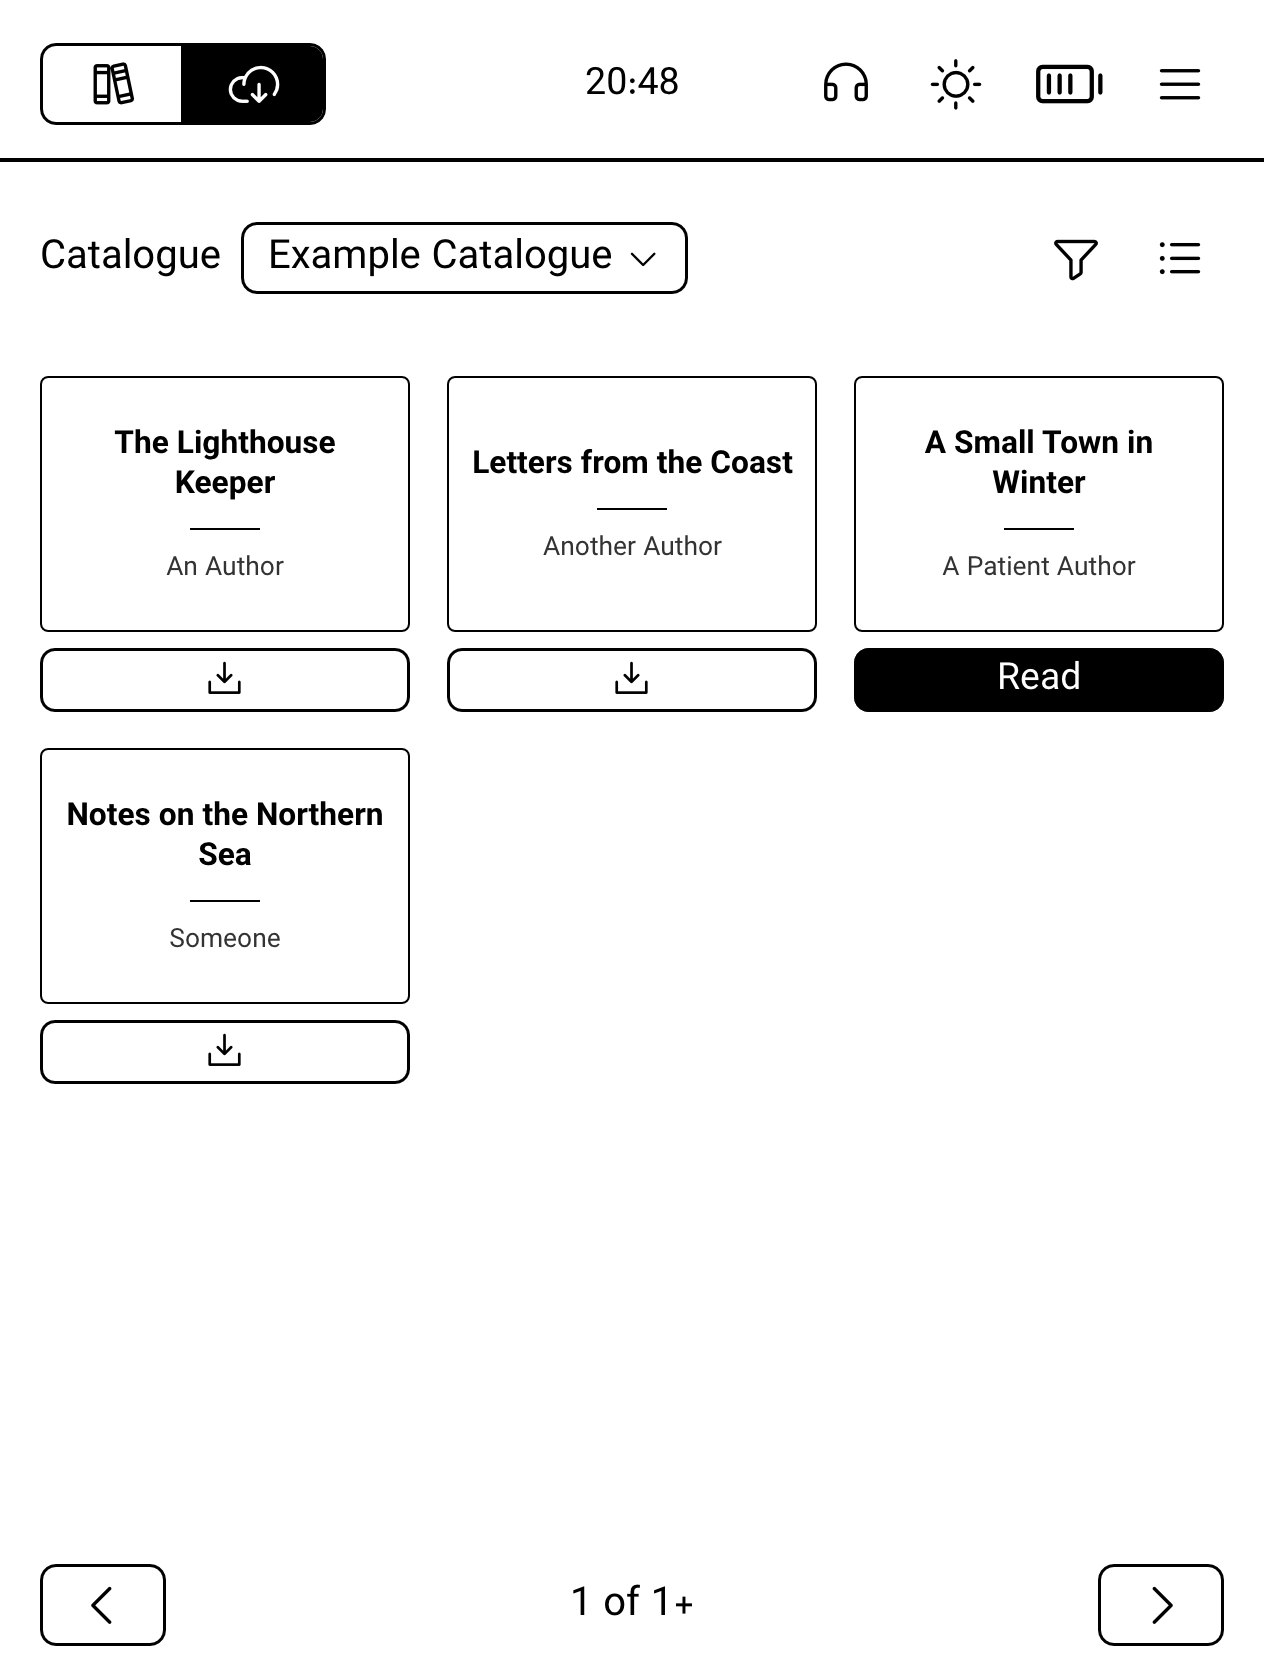 20:48
Catalogue
Example Catalogue
The Lighthouse
Keeper
An Author
Letters from the Coast
Another Author
A Small Town in
Winter
A Patient Author
Read
Notes on the Northern
Sea
Someone
1 of 1+